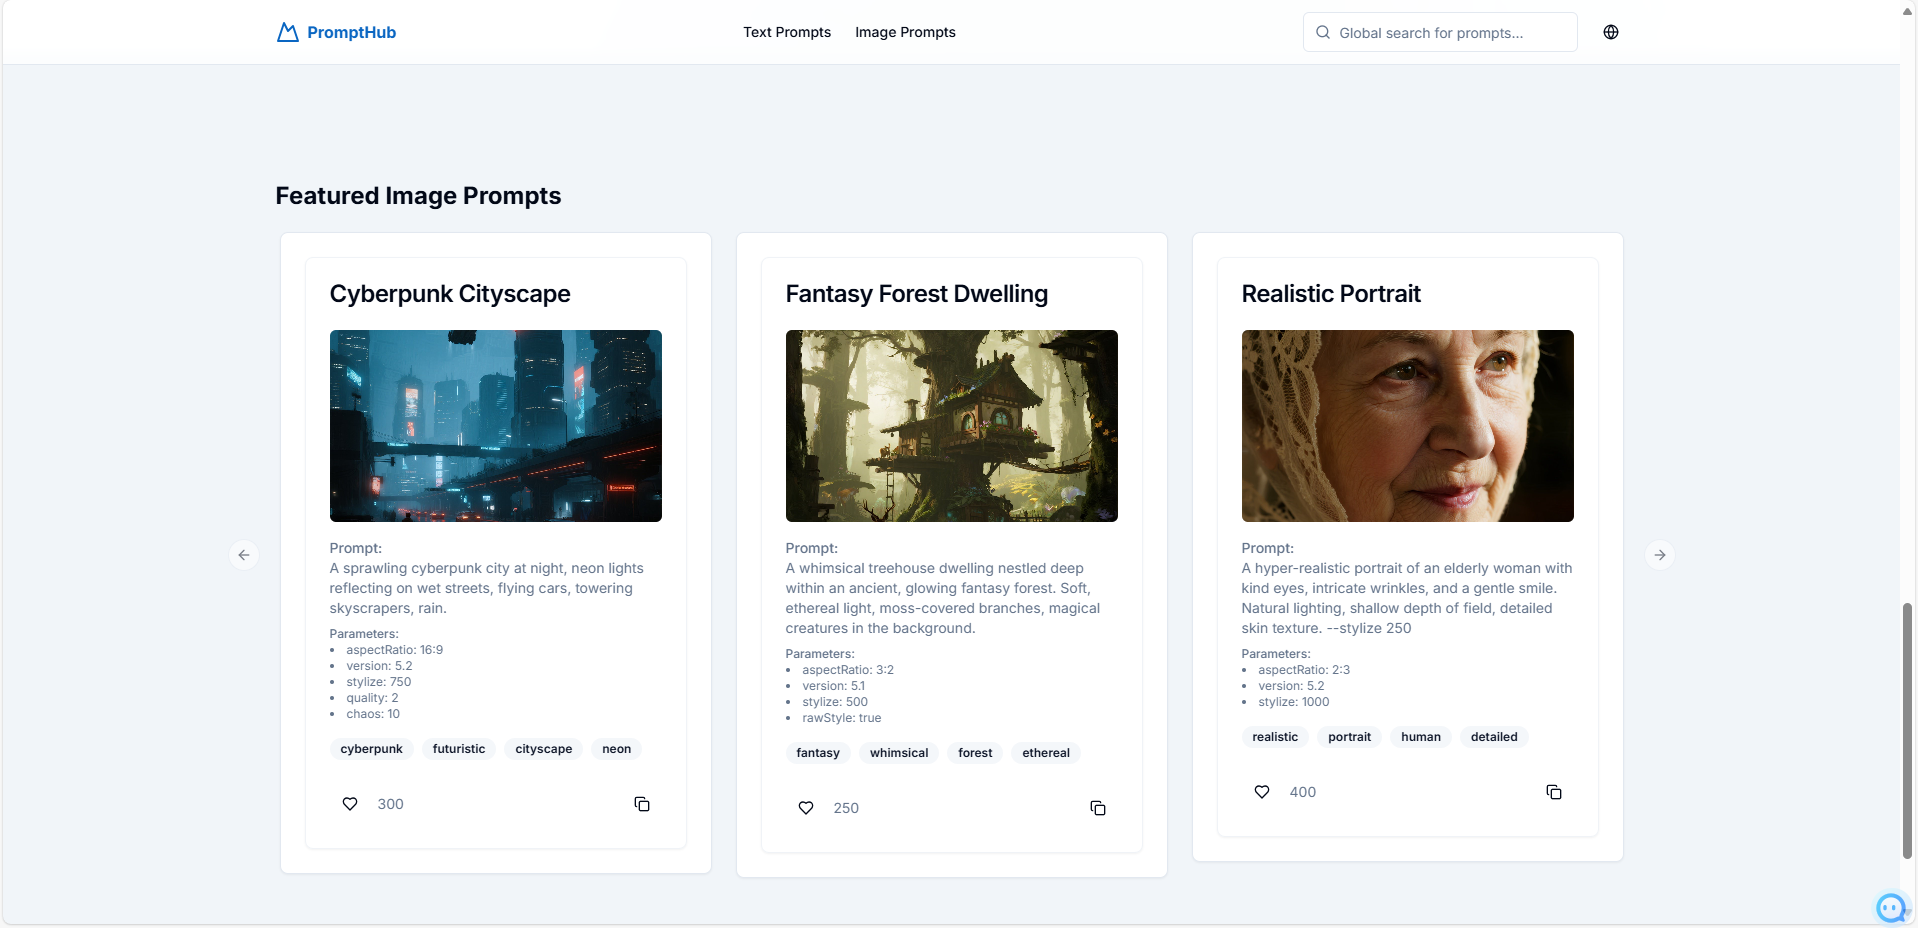 PromptHub
Text Prompts
Image Prompts
Global search for prompts...
Featured Image Prompts
Cyberpunk Cityscape
Prompt:
A sprawling cyberpunk city at night, neon lights
reflecting on wet streets, flying cars, towering
skyscrapers, rain.
Parameters:
aspectRatio: 16:9
version: 5.2
stylize: 750
quality: 2
chaos: 10
cyberpunk
futuristic
cityscape
neon
300
Fantasy Forest Dwelling
Prompt:
A whimsical treehouse dwelling nestled deep
within an ancient, glowing fantasy forest. Soft,
ethereal light, moss-covered branches, magical
creatures in the background.
Parameters:
aspectRatio: 3:2
version: 5.1
stylize: 500
rawStyle: true
fantasy
whimsical
forest
ethereal
250
Realistic Portrait
Prompt:
A hyper-realistic portrait of an elderly woman with
kind eyes, intricate wrinkles, and a gentle smile.
Natural lighting, shallow depth of field, detailed
skin texture. --stylize 250
Parameters:
aspectRatio: 2:3
version: 5.2
stylize: 1000
realistic
portrait
human
detailed
400